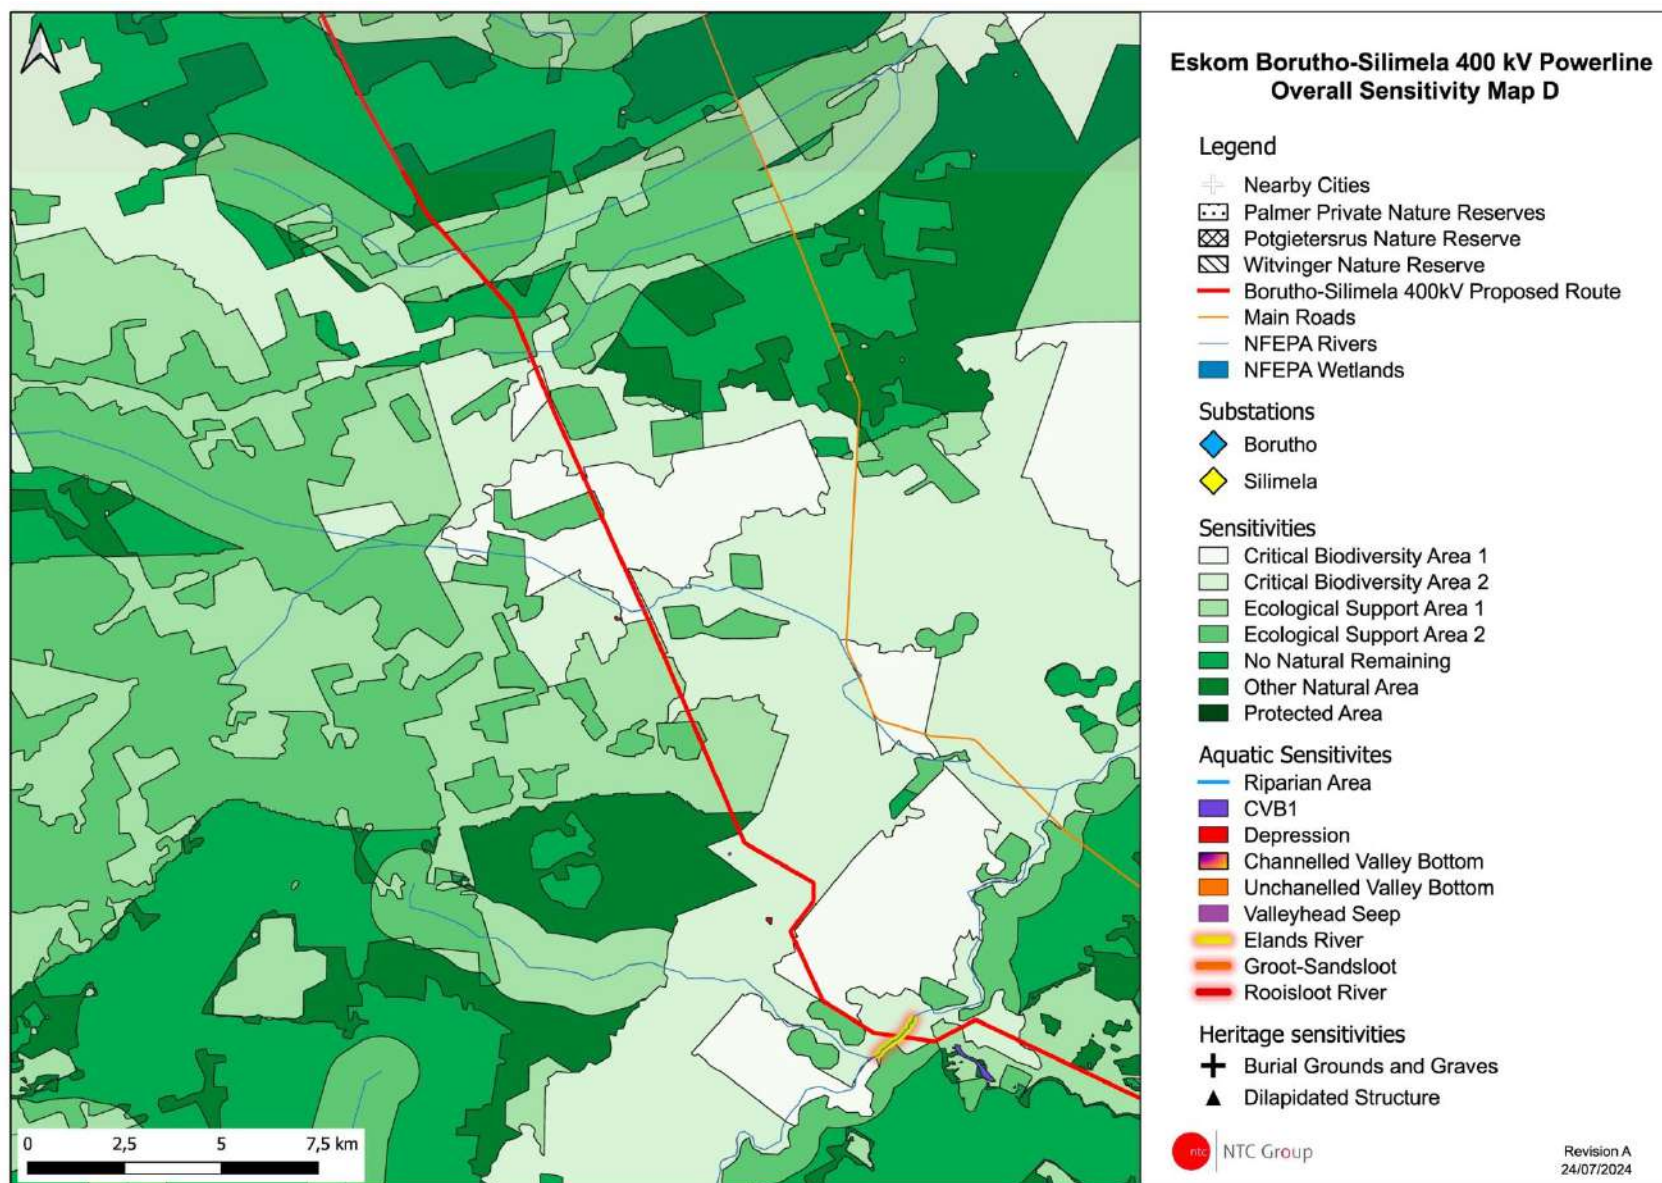 Eskom Borutho-Silimela 400 kV Powerline
Overall Sensitivity Map D
Legend
Nearby Cities
Palmer Private Nature Reserves
Potgietersrus Nature Reserve
Witvinger Nature Reserve
Borutho-Silimela 400kV Proposed Route
Main Roads
NFEPA Rivers
NFEPA Wetlands
Substations
Borutho
Silimela
Sensitivities
Critical Biodiversity Area 1
Critical Biodiversity Area 2
Ecological Support Area 1
Ecological Support Area 2
No Natural Remaining
Other Natural Area
Protected Area
Aquatic Sensitivites
Riparian Area
CVB1
Depression
Channelled Valley Bottom
Unchanelled Valley Bottom
Valleyhead Seep
Elands River
Groot-Sandsloot
Rooisloot River
Heritage sensitivities
Burial Grounds and Graves
Dilapidated Structure
0 2,5 5 7,5 km
ntc NTC Group
Revision A
24/07/2024